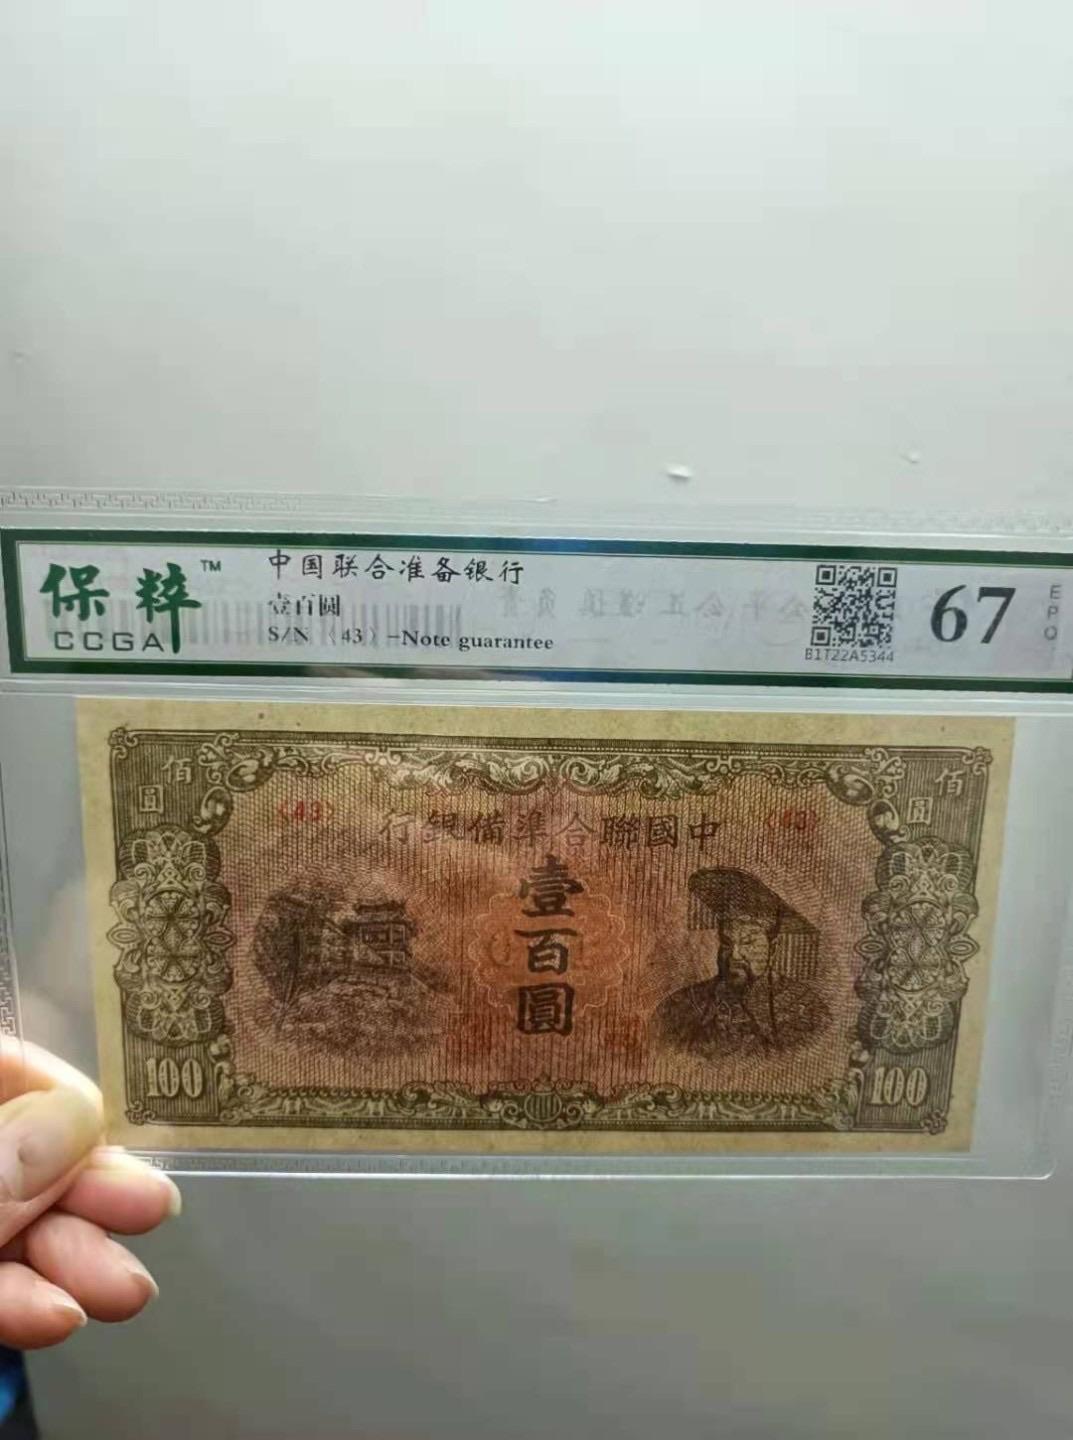 保粹™
CCGA
中国联合准备银行
壹百圆
S/N〈43〉-Note guarantee
B1T22A5344
67
EPQ
佰圓
佰圓
〈43〉
〈43〉
行銀備準合聯國中
壹百圓
100
100